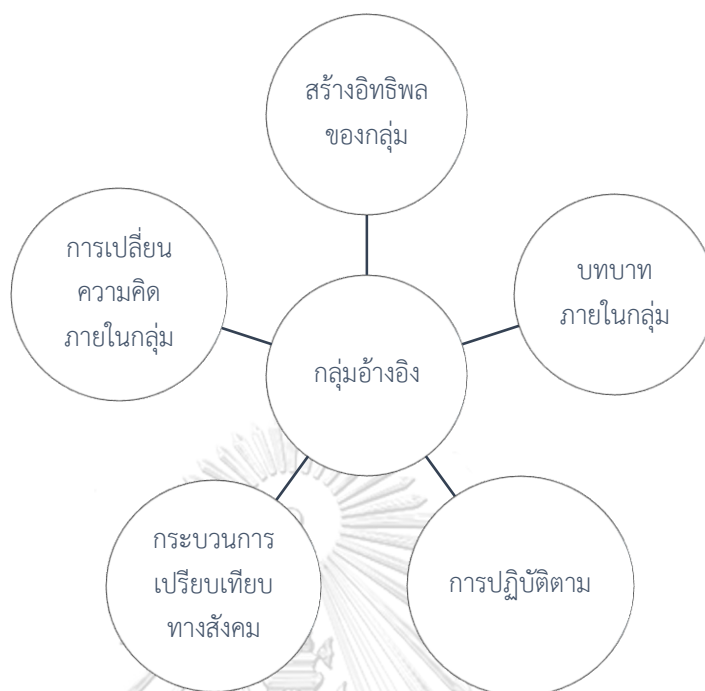 สร้างอิทธิพล
ของกลุ่ม
การเปลี่ยน
ความคิด
ภายในกลุ่ม
บทบาท
ภายในกลุ่ม
กลุ่มอ้างอิง
กระบวนการ
เปรียบเทียบ
ทางสังคม
การปฏิบัติตาม